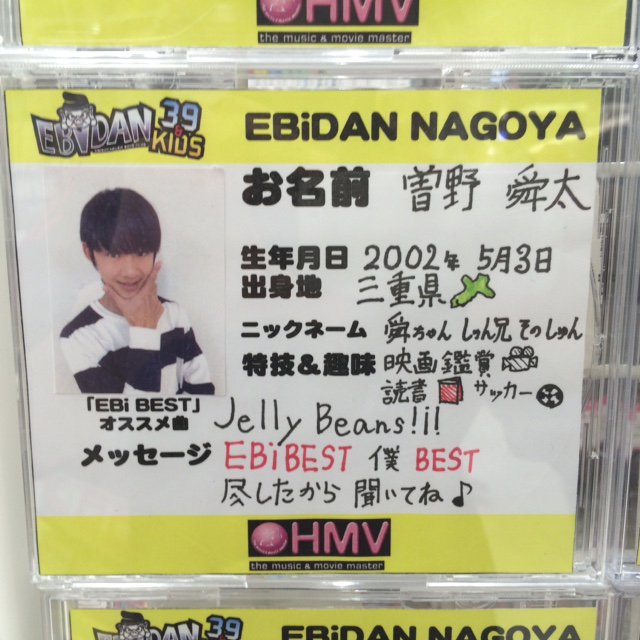 HMV
the music & movie master
EBiDAN 39 & KiDS
EBiDAN NAGOYA
お名前 曽野 舜太
生年月日 2002年 5月3日
出身地 三重県
ニックネーム 舜ちゃん しゅん兄 そのしゅん
特技&趣味 映画鑑賞
読書 サッカー
「EBi BEST」
オススメ曲 Jelly Beans!i!
メッセージ EBiBEST 僕 BEST
尽したから 聞いてね♪
HMV
the music & movie master
EBiDAN 39
EBiDAN NAGOYA